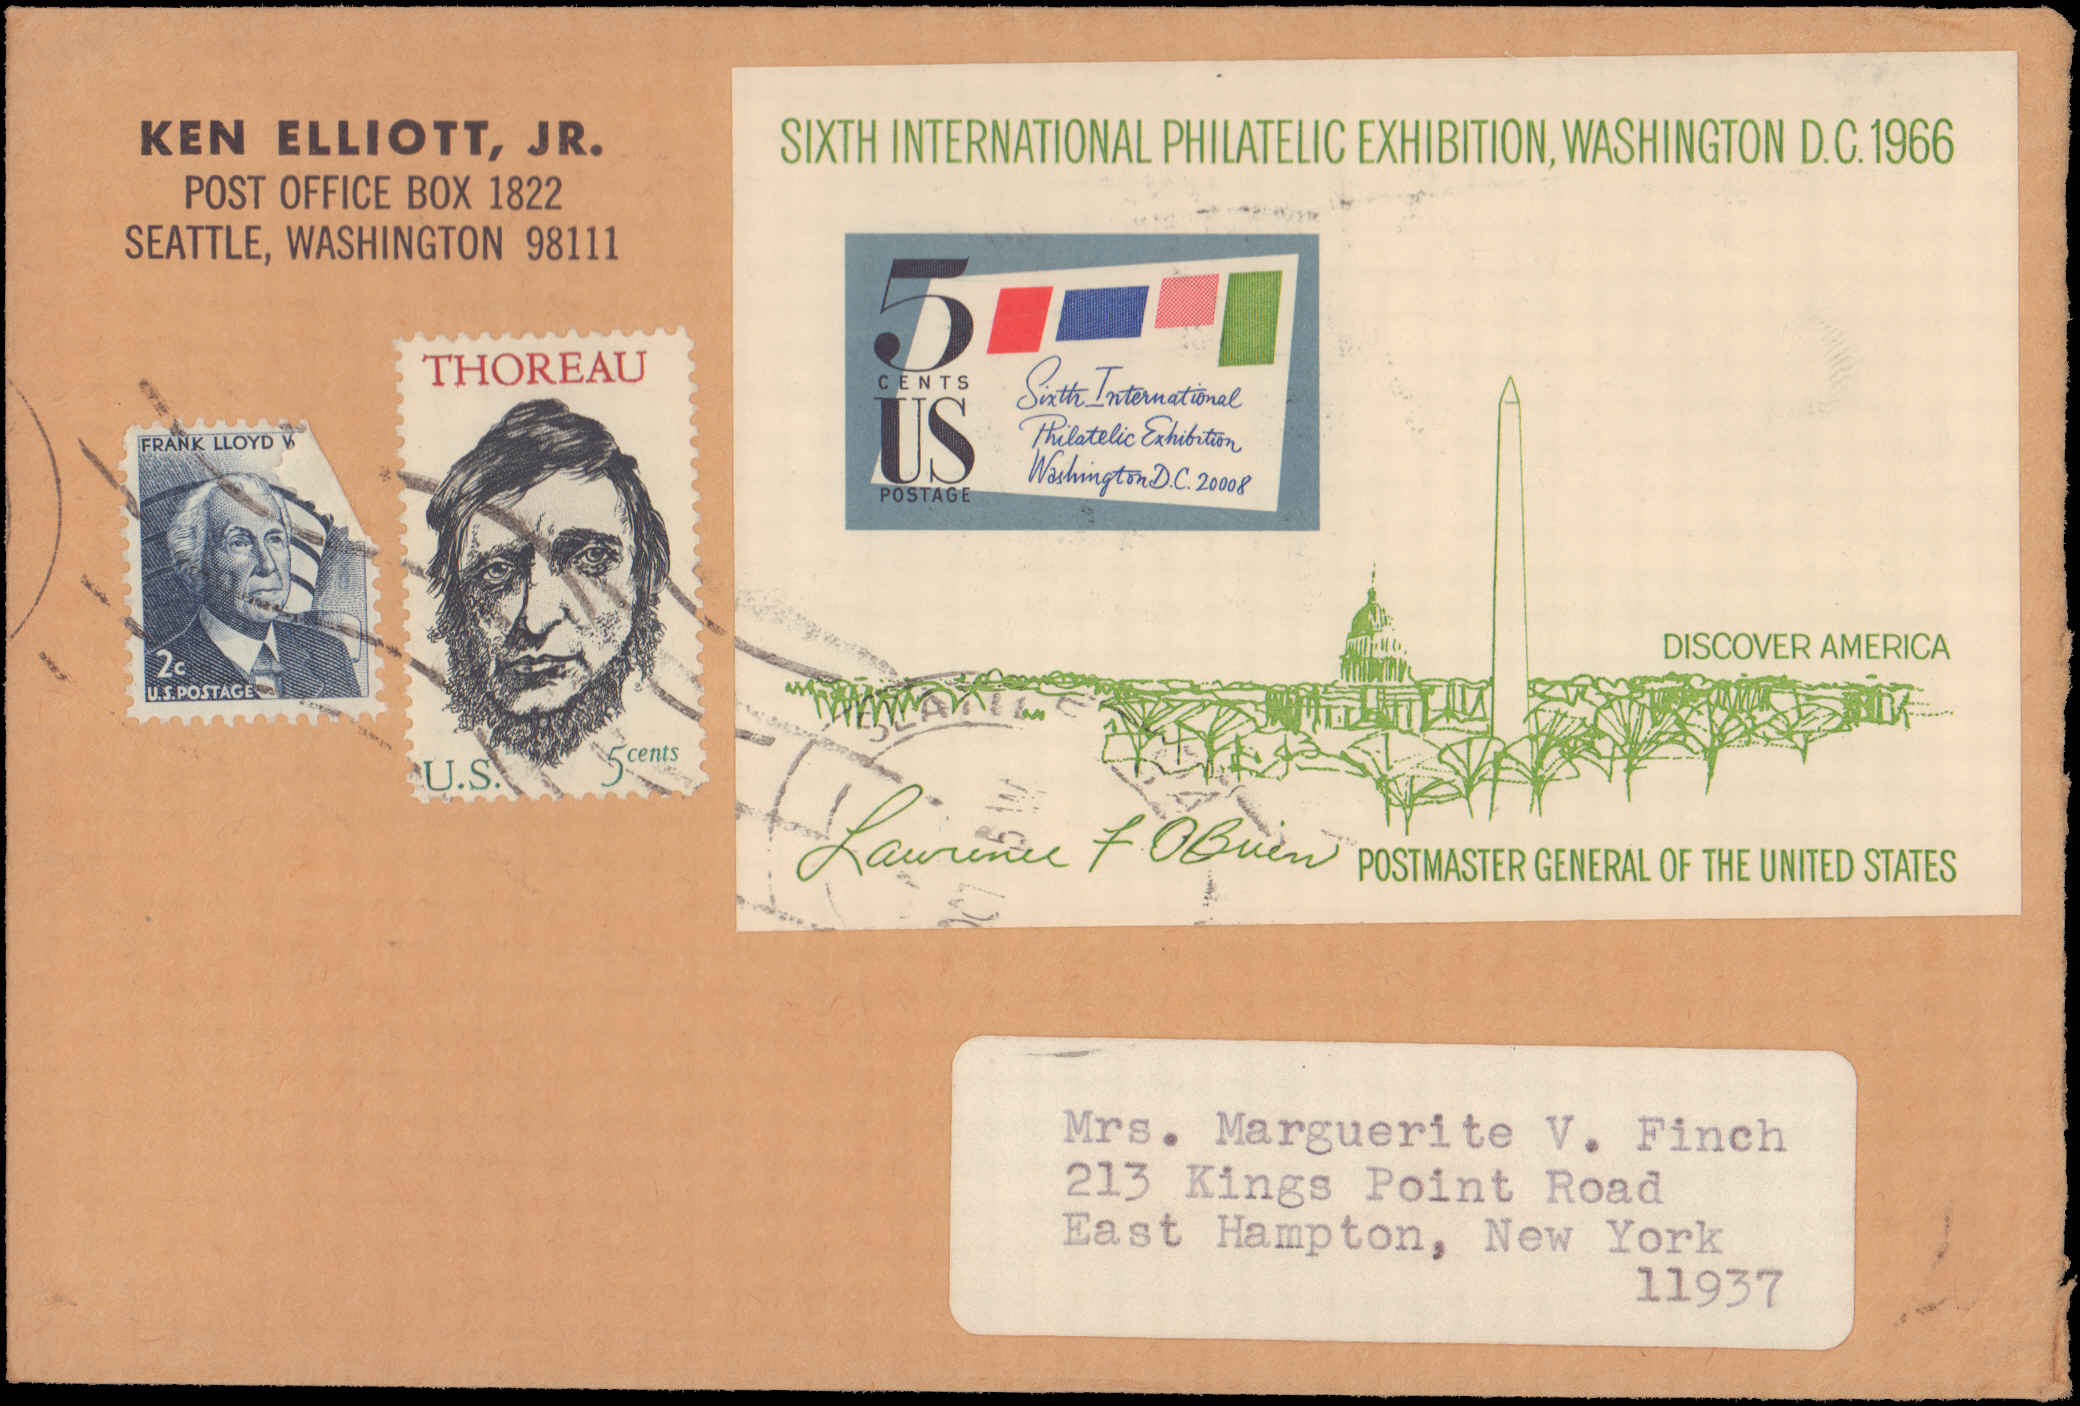 KEN ELLIOTT, JR.
POST OFFICE BOX 1822
SEATTLE, WASHINGTON 98111
FRANK LLOYD
2c
U.S. POSTAGE
THOREAU
U.S. 5 cents
SIXTH INTERNATIONAL PHILATELIC EXHIBITION, WASHINGTON D.C. 1966
5
CENTS
US
POSTAGE
Sixth International
Philatelic Exhibition
Washington D.C. 20008
DISCOVER AMERICA
Lawrence F O'Brien POSTMASTER GENERAL OF THE UNITED STATES
Mrs. Marguerite V. Finch
213 Kings Point Road
East Hampton, New York
11937